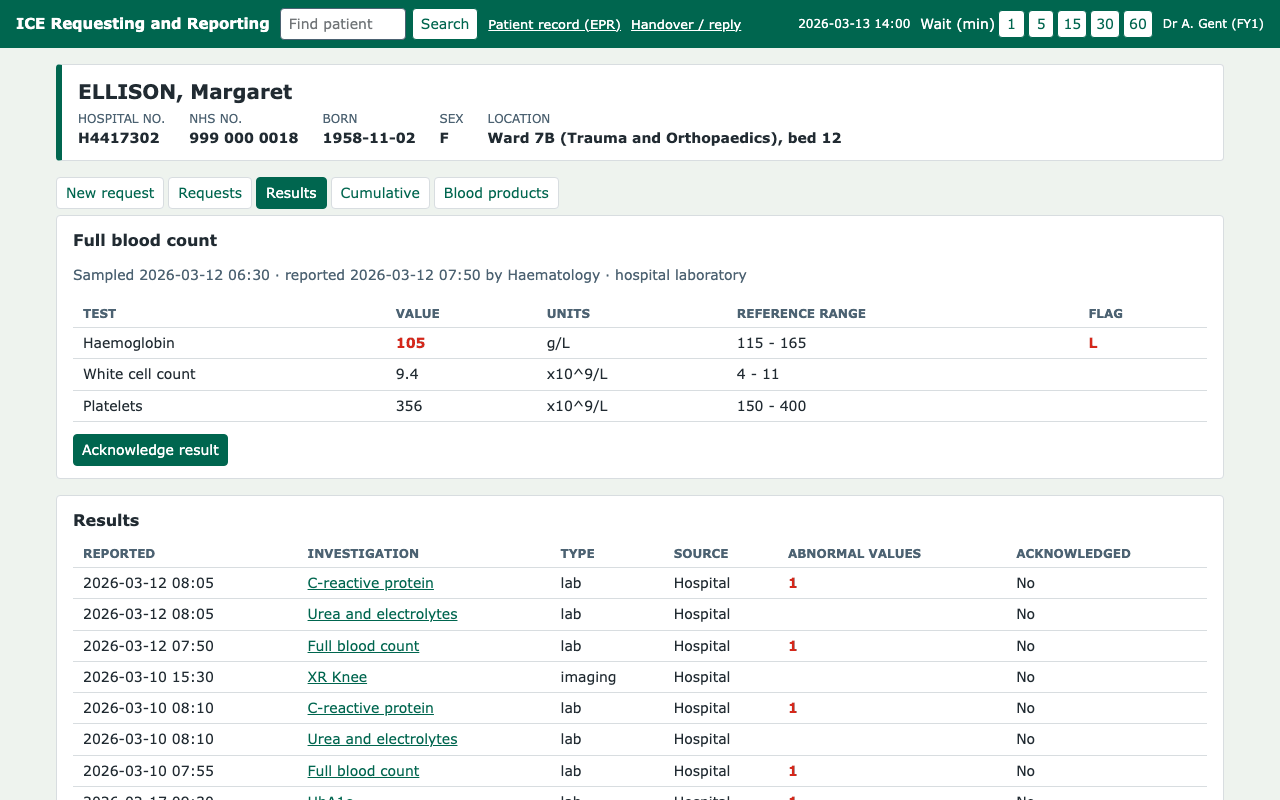 ICE Requesting and Reporting Find patient Search Patient record (EPR) Handover / reply 2026-03-13 14:00 Wait (min) 1 5 15 30 60 Dr A. Gent (FY1)
ELLISON, Margaret
HOSPITAL NO. NHS NO. BORN SEX LOCATION
H4417302 999 000 0018 1958-11-02 F Ward 7B (Trauma and Orthopaedics), bed 12
New request Requests Results Cumulative Blood products
Full blood count
Sampled 2026-03-12 06:30 · reported 2026-03-12 07:50 by Haematology · hospital laboratory
TEST VALUE UNITS REFERENCE RANGE FLAG
Haemoglobin 105 g/L 115 - 165 L
White cell count 9.4 x10^9/L 4 - 11
Platelets 356 x10^9/L 150 - 400
Acknowledge result
Results
REPORTED INVESTIGATION TYPE SOURCE ABNORMAL VALUES ACKNOWLEDGED
2026-03-12 08:05 C-reactive protein lab Hospital 1 No
2026-03-12 08:05 Urea and electrolytes lab Hospital No
2026-03-12 07:50 Full blood count lab Hospital 1 No
2026-03-10 15:30 XR Knee imaging Hospital No
2026-03-10 08:10 C-reactive protein lab Hospital 1 No
2026-03-10 08:10 Urea and electrolytes lab Hospital No
2026-03-10 07:55 Full blood count lab Hospital 1 No